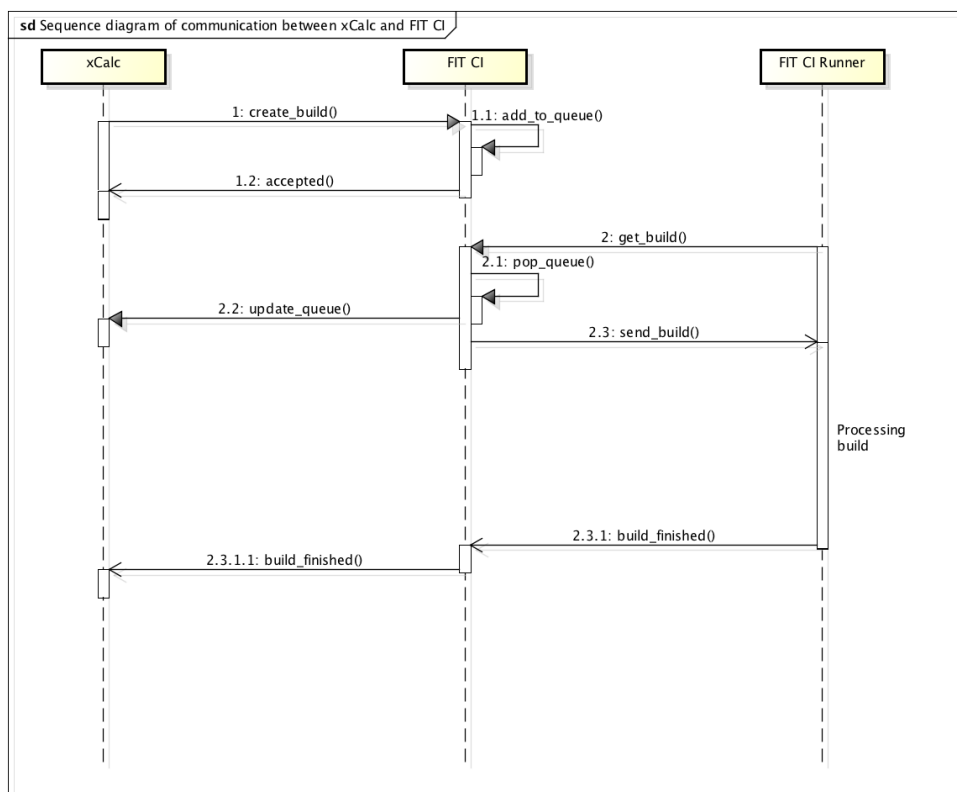 sd Sequence diagram of communication between xCalc and FIT CI
xCalc
FIT CI
FIT CI Runner
1: create_build()
1.1: add_to_queue()
1.2: accepted()
2: get_build()
2.1: pop_queue()
2.2: update_queue()
2.3: send_build()
Processing
build
2.3.1: build_finished()
2.3.1.1: build_finished()